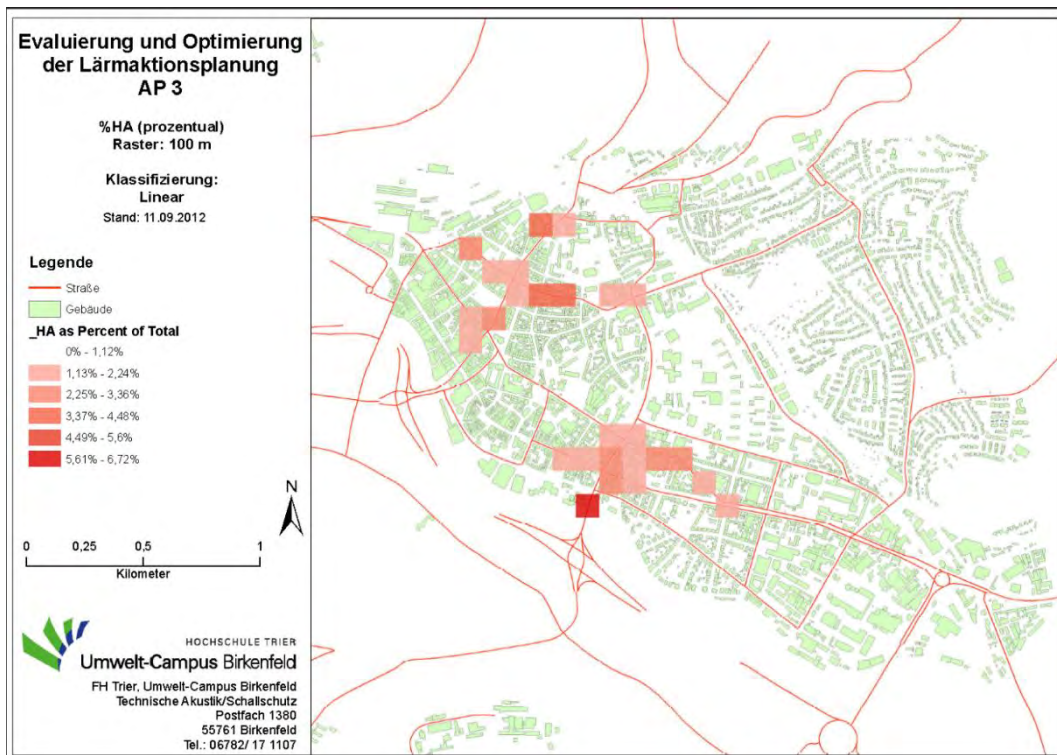 Evaluierung und Optimierung
der Lärmaktionsplanung
AP 3
%HA (prozentual)
Raster: 100 m
Klassifizierung:
Linear
Stand: 11.09.2012
Legende
Straße
Gebäude
_HA as Percent of Total
0% - 1,12%
1,13% - 2,24%
2,25% - 3,36%
3,37% - 4,48%
4,49% - 5,6%
5,61% - 6,72%
N
0 0,25 0,5 1
Kilometer
HOCHSCHULE TRIER
Umwelt-Campus Birkenfeld
FH Trier, Umwelt-Campus Birkenfeld
Technische Akustik/Schallschutz
Postfach 1380
55761 Birkenfeld
Tel.: 06782/ 17 1107